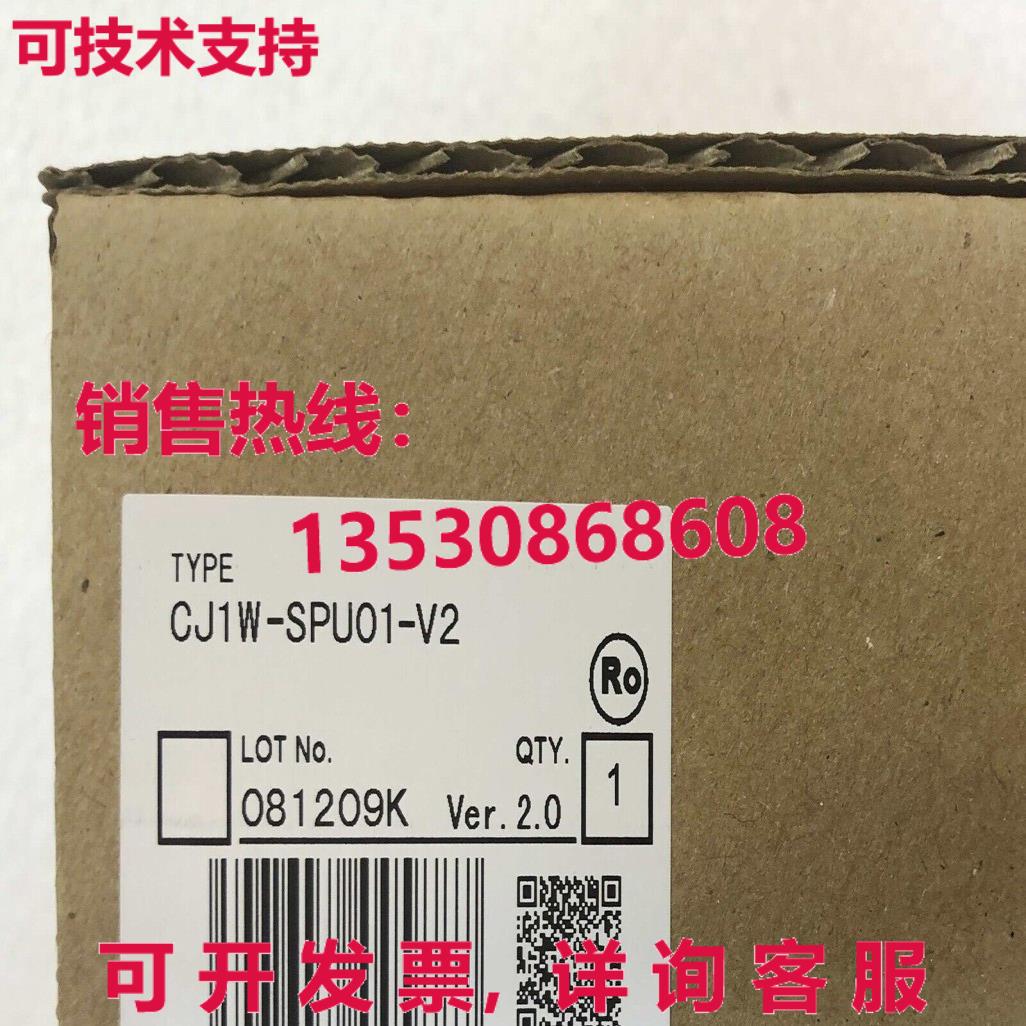 可技术支持
销售热线：
13530868608
TYPE
CJ1W-SPU01-V2
Ro
LOT No.
QTY.
081209K
Ver. 2.0
1
可开发票, 详询客服